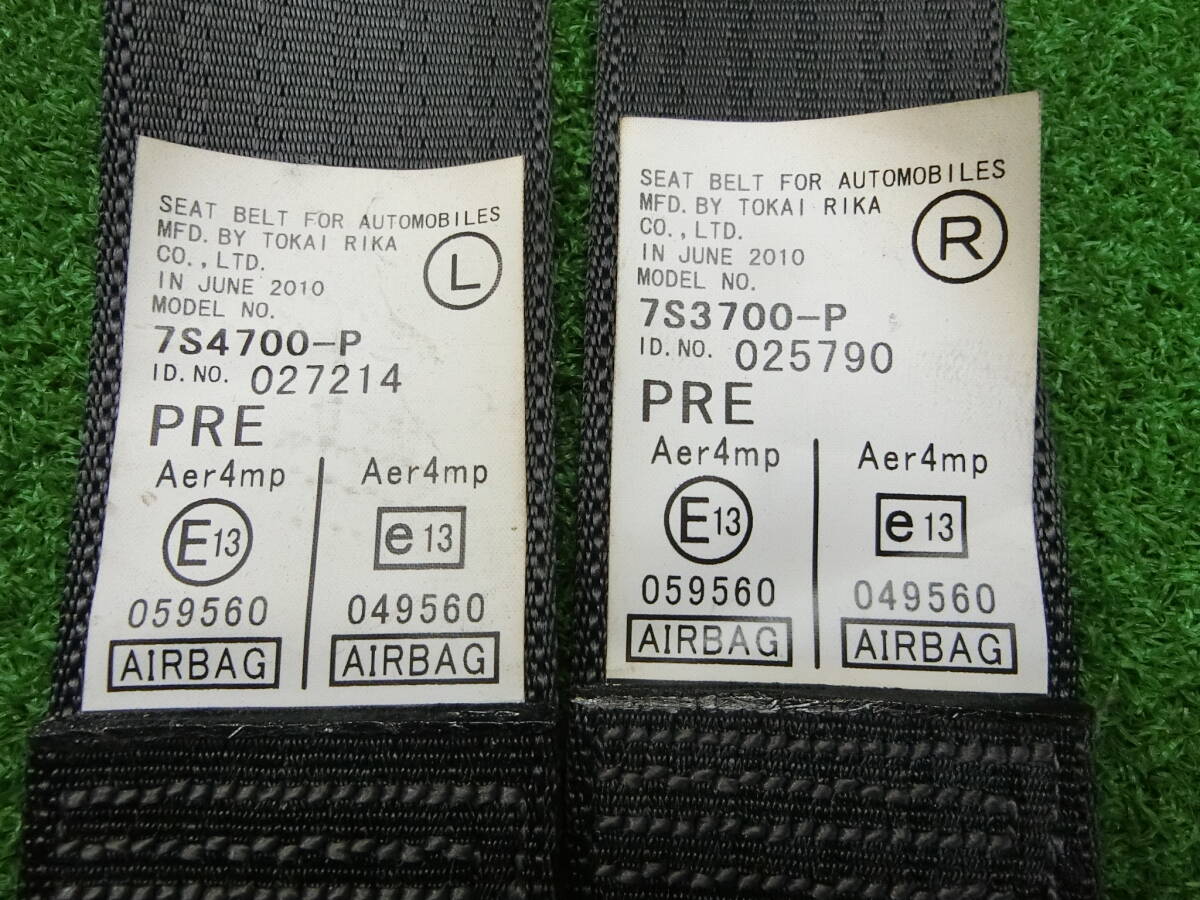 SEAT BELT FOR AUTOMOBILES
MFD. BY TOKAI RIKA
CO.,LTD.
L
IN JUNE 2010
MODEL NO.
7S4700-P
ID. NO. 027214
PRE
Aer4mp Aer4mp
E13 e13
059560 049560
AIRBAG AIRBAG
SEAT BELT FOR AUTOMOBILES
MFD. BY TOKAI RIKA
CO.,LTD.
R
IN JUNE 2010
MODEL NO.
7S3700-P
ID. NO. 025790
PRE
Aer4mp Aer4mp
E13 e13
059560 049560
AIRBAG AIRBAG